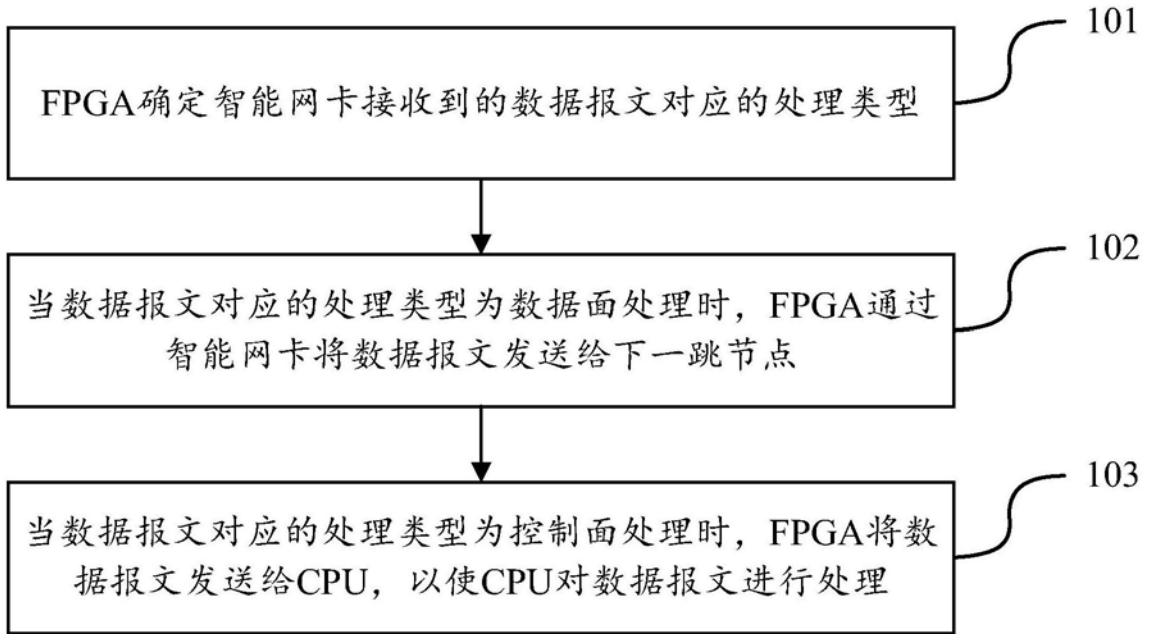 101
FPGA确定智能网卡接收到的数据报文对应的处理类型
102
当数据报文对应的处理类型为数据面处理时，FPGA通过
智能网卡将数据报文发送给下一跳节点
103
当数据报文对应的处理类型为控制面处理时，FPGA将数
据报文发送给CPU，以使CPU对数据报文进行处理